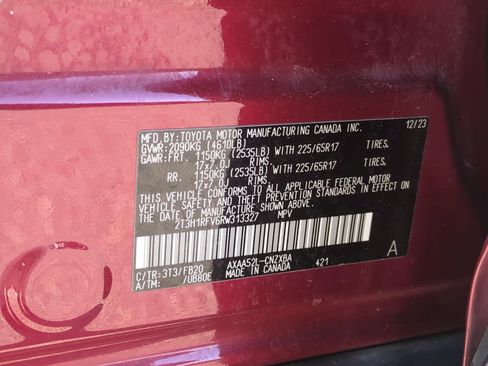 MFD.BY:TOYOTA MOTOR MANUFACTURING CANADA INC. 12/23
GVWR:2090KG (4610LB)
GAWR:FRT. 1150KG (2535LB) WITH 225/65R17 TIRES.
17x7.0J RIMS.
RR. 1150KG (2535LB) WITH 225/65R17 TIRES.
17x7.0J RIMS.
THIS VEHICLE CONFORMS TO ALL APPLICABLE FEDERAL MOTOR
VEHICLE SAFETY, BUMPER, AND THEFT PREVENTION STANDARDS IN EFFECT
ON THE DATE OF MANUFACTURE SHOWN ABOVE.
2T3H1RFV6RW313327 MPV
C/TR:3T3/FB20 AXAA52L-CNZXBA A
A/TM: /UB80E MADE IN CANADA 421